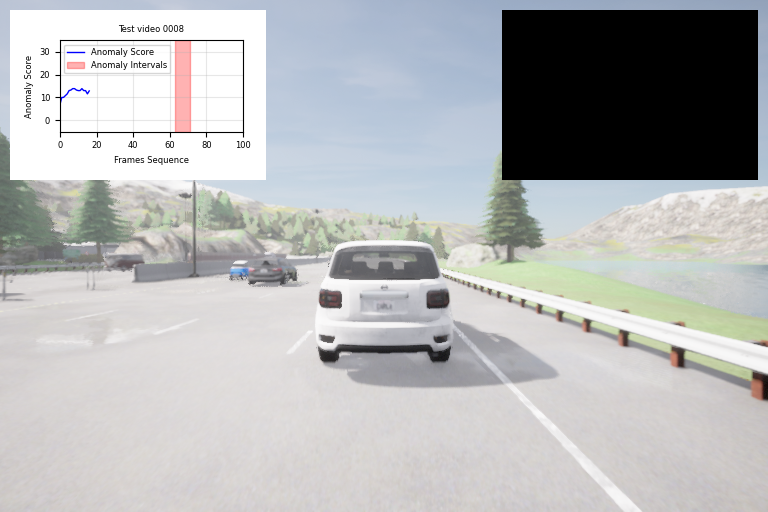 Test video 0008
Anomaly Score
Anomaly Intervals
30
20
10
0
Anomaly Score
0 20 40 60 80 100
Frames Sequence